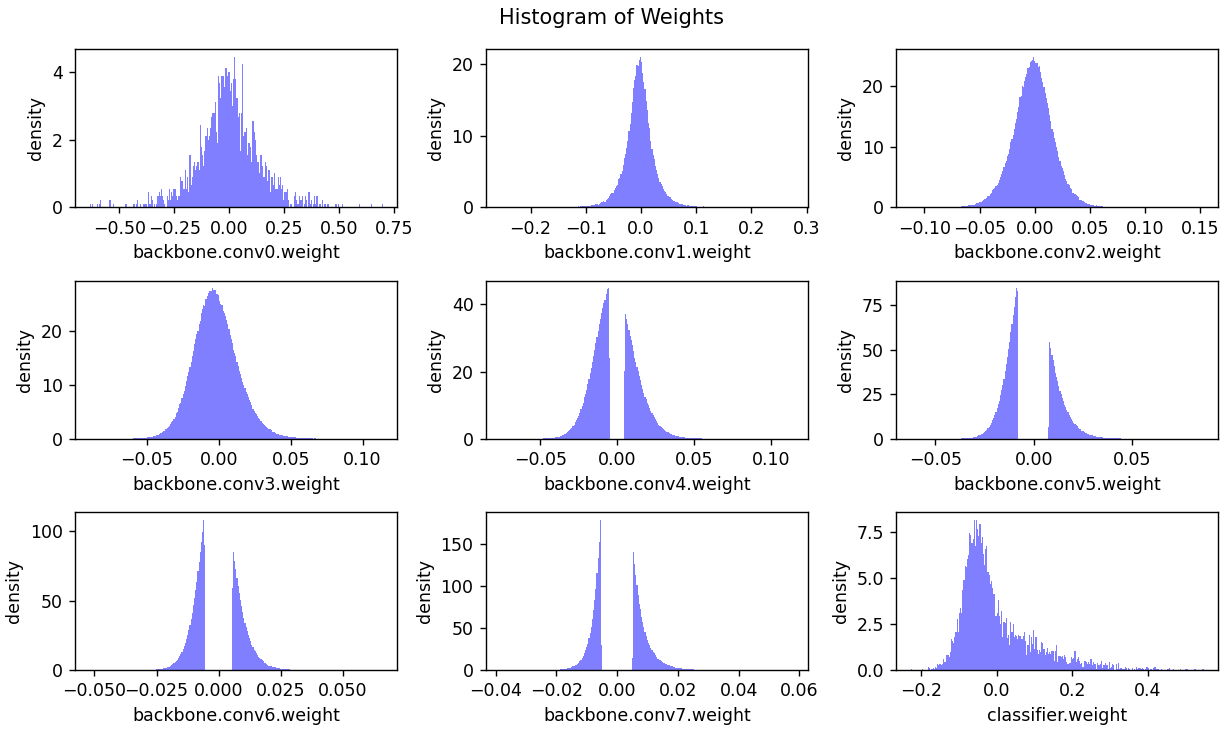 Histogram of Weights
density
4
2
0
−0.50 −0.25 0.00 0.25 0.50 0.75
backbone.conv0.weight
density
20
10
0
−0.2 −0.1 0.0 0.1 0.2 0.3
backbone.conv1.weight
density
20
10
0
−0.10 −0.05 0.00 0.05 0.10 0.15
backbone.conv2.weight
density
20
10
0
−0.05 0.00 0.05 0.10
backbone.conv3.weight
density
40
20
0
−0.05 0.00 0.05 0.10
backbone.conv4.weight
density
75
50
25
0
−0.05 0.00 0.05
backbone.conv5.weight
density
100
50
0
−0.050 −0.025 0.000 0.025 0.050
backbone.conv6.weight
density
150
100
50
0
−0.04 −0.02 0.00 0.02 0.04 0.06
backbone.conv7.weight
density
7.5
5.0
2.5
0.0
−0.2 0.0 0.2 0.4
classifier.weight